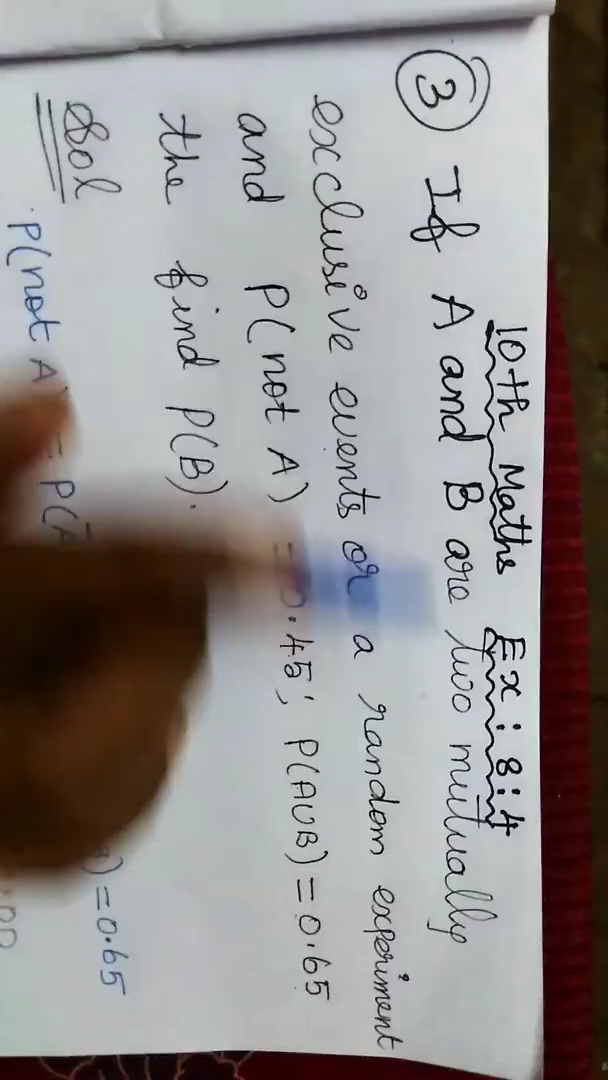 10th Maths Ex : 8:4
③ If A and B are two mutually
exclusive events or a random experiment
and P(not A) = 0.45; P(A∪B) = 0.65
the find P(B).
Sol
P(not A) = P(A̅ ) = 0.65